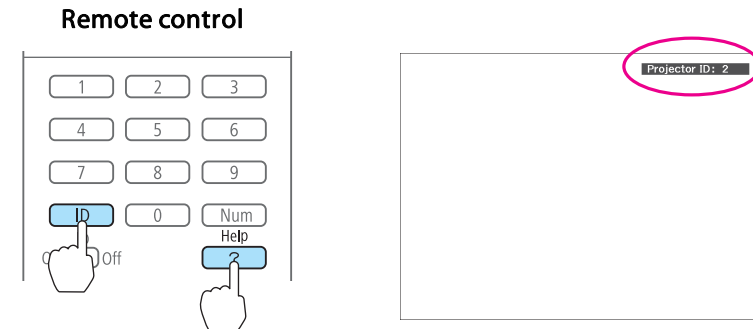 Remote control
1 2 3
4 5 6
7 8 9
ID 0 Num
Help
Off
?
Projector ID: 2